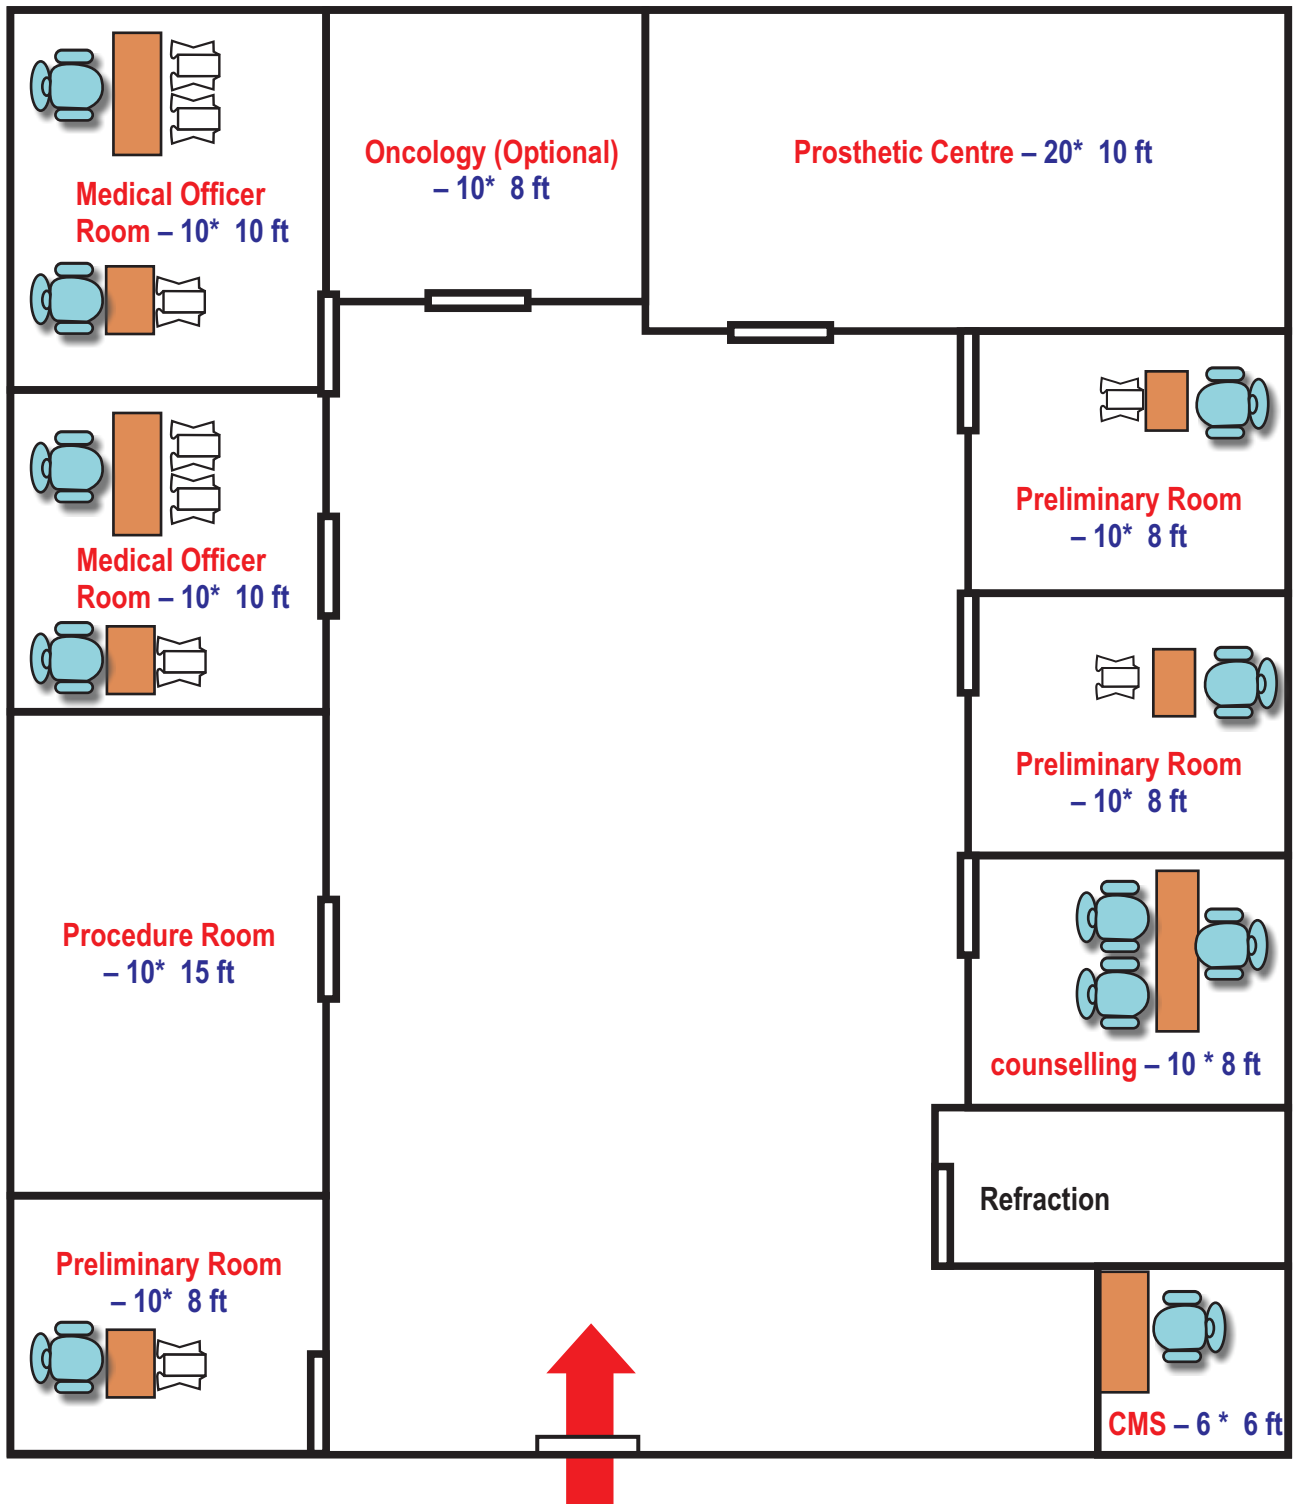 Oncology (Optional)
– 10* 8 ft
Prosthetic Centre – 20* 10 ft
Medical Officer
Room – 10* 10 ft
Preliminary Room
– 10* 8 ft
Medical Officer
Room – 10* 10 ft
Preliminary Room
– 10* 8 ft
Procedure Room
– 10* 15 ft
counselling – 10 * 8 ft
Refraction
Preliminary Room
– 10* 8 ft
CMS – 6 * 6 ft